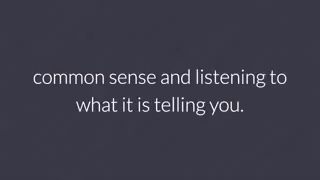 common sense and listening to
what it is telling you.